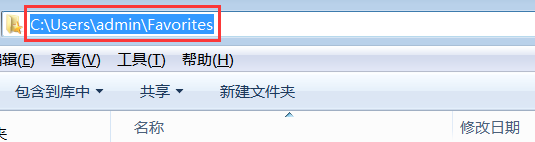 C:\Users\admin\Favorites
辑(E) 查看(V) 工具(T) 帮助(H)
包含到库中 共享 新建文件夹
夹 名称 修改日期